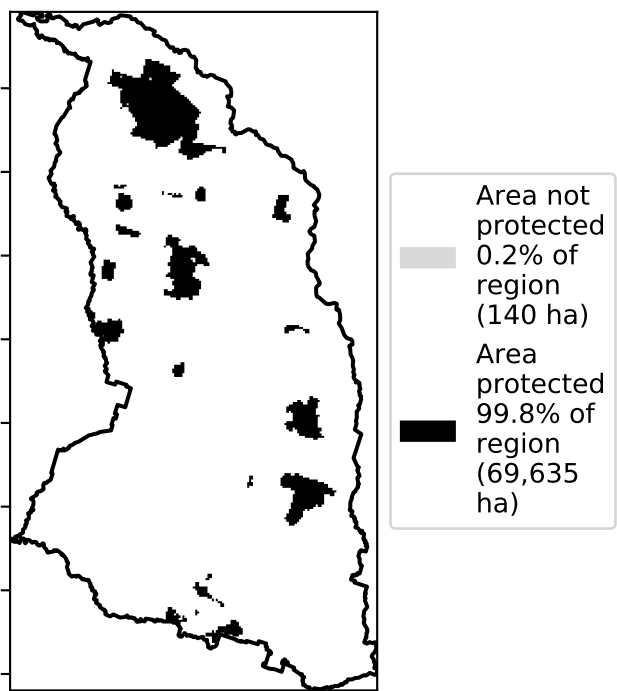 Area not
protected
0.2% of
region
(140 ha)
Area
protected
99.8% of
region
(69,635
ha)